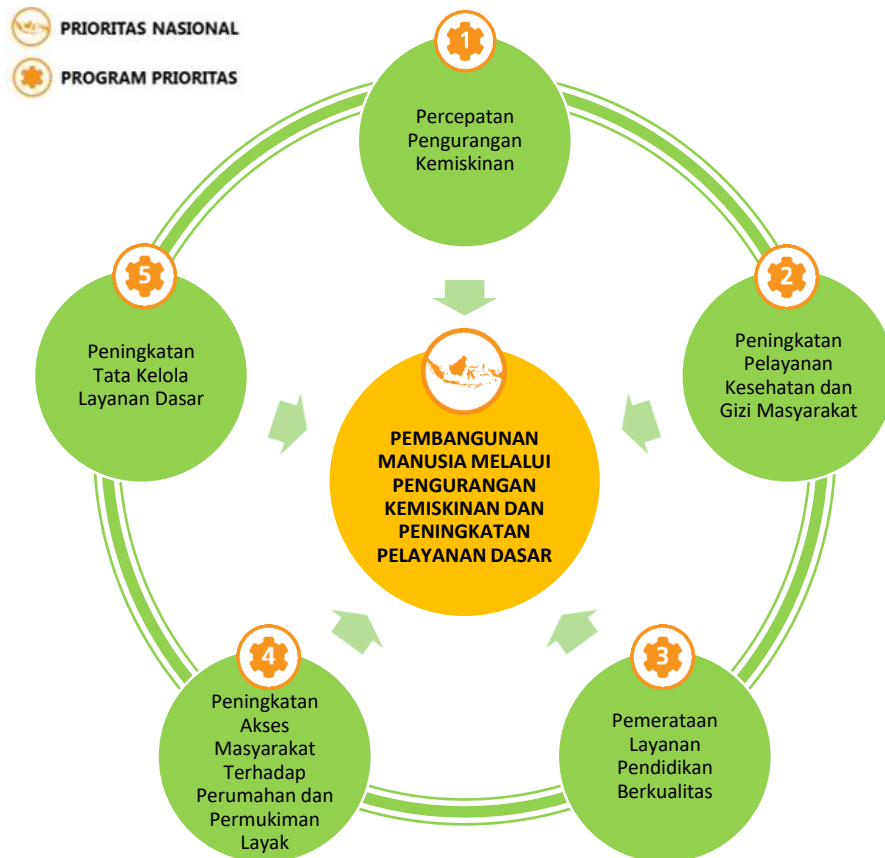 PRIORITAS NASIONAL
PROGRAM PRIORITAS
1
Percepatan
Pengurangan
Kemiskinan
2
Peningkatan
Pelayanan
Kesehatan dan
Gizi Masyarakat
3
Pemerataan
Layanan
Pendidikan
Berkualitas
4
Peningkatan
Akses
Masyarakat
Terhadap
Perumahan dan
Permukiman
Layak
5
Peningkatan
Tata Kelola
Layanan Dasar
PEMBANGUNAN
MANUSIA MELALUI
PENGURANGAN
KEMISKINAN DAN
PENINGKATAN
PELAYANAN DASAR